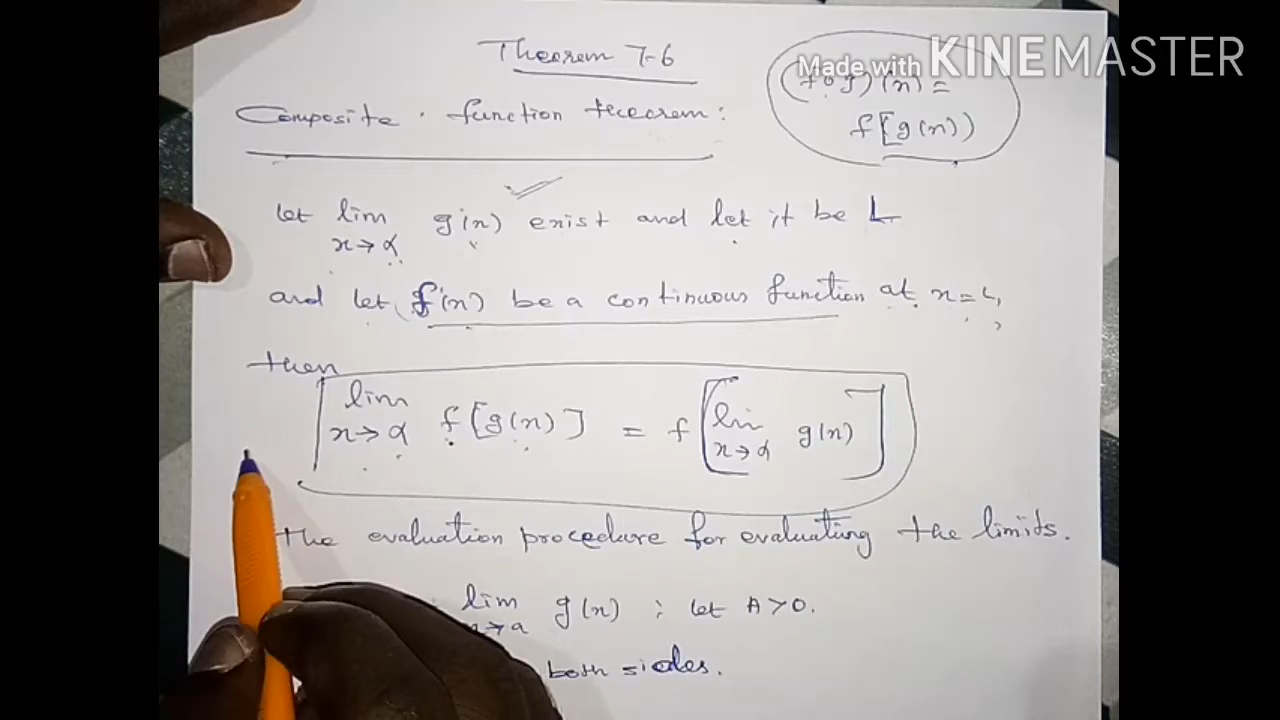 Theorem 7-6
Made with KINEMASTER
(f∘g)(x) =
f[g(x))
Composite function theorem:
let lim g(x) exist and let it be L
x→α
and let f(x) be a continuous function at x = L,
then
lim f[g(x)] = f[lim g(x)]
x→α x→α
The evaluation procedure for evaluating the limits.
lim g(x) ; let A>0.
x→a
both sides.